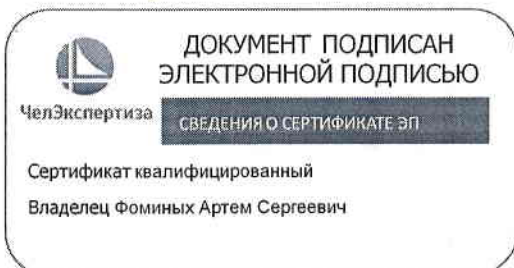 ДОКУМЕНТ ПОДПИСАН
ЭЛЕКТРОННОЙ ПОДПИСЬЮ
ЧелЭкспертиза
СВЕДЕНИЯ О СЕРТИФИКАТЕ ЭП
Сертификат квалифицированный
Владелец Фоминых Артем Сергеевич